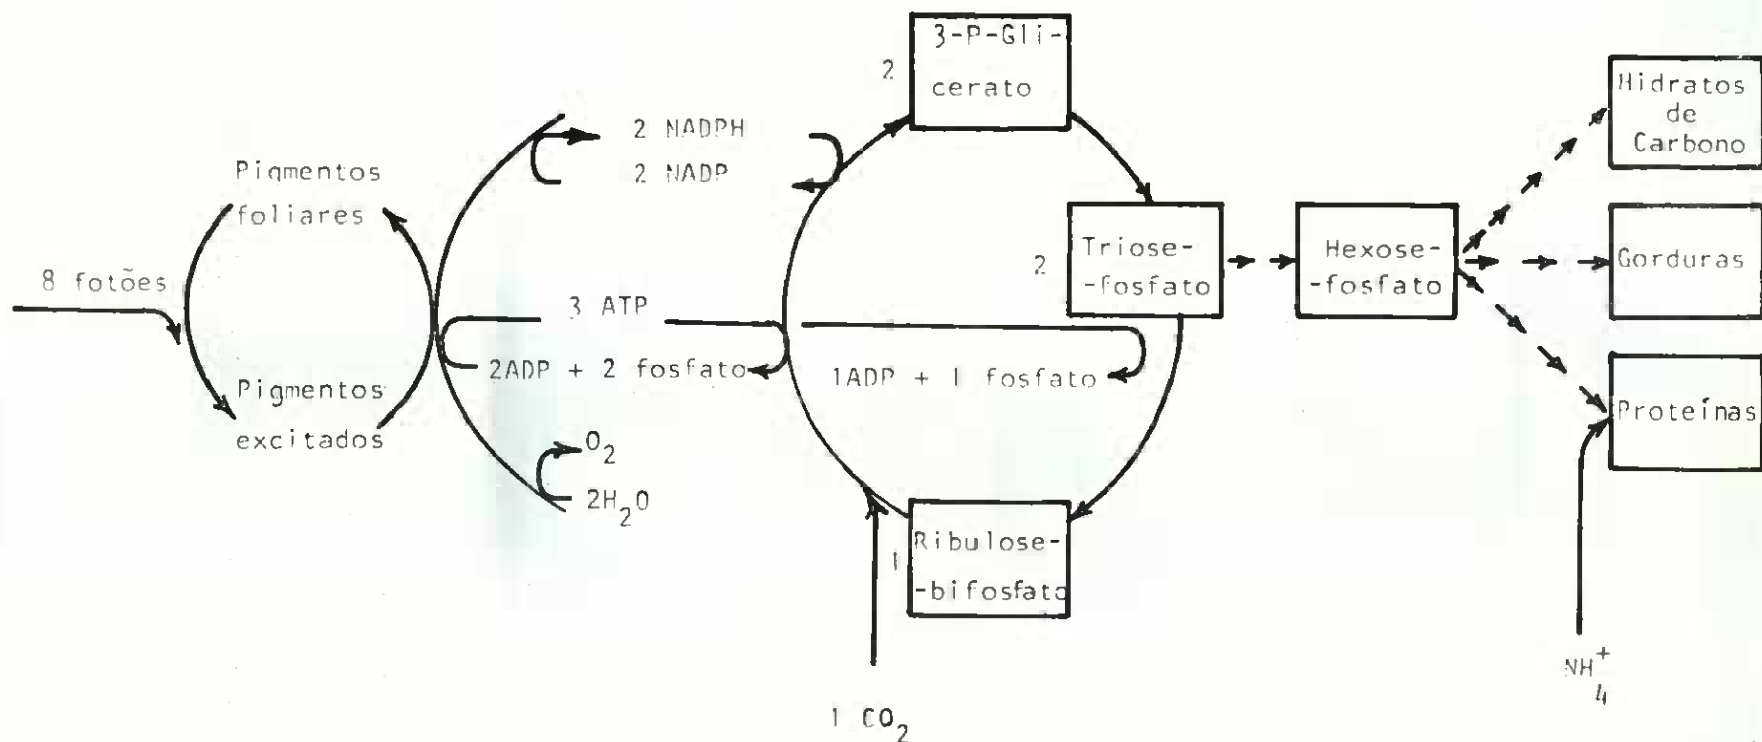 8 fotões
Piqmentos
foliares
Pigmentos
excitados
2 NADPH
2 NADP
3 ATP
2ADP + 2 fosfato
O2
2H2O
2
3-P-Gli-
cerato
1ADP + 1 fosfato
2
Triose-
-fosfato
1
Ribulose-
-bifosfato
1 CO2
Hexose-
-fosfato
Hidratos
de
Carbono
Gorduras
Proteínas
NH4+